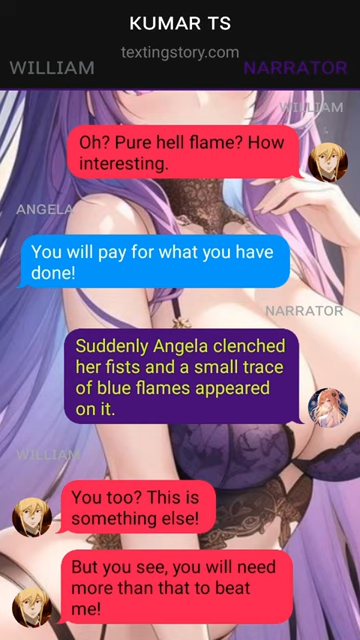 KUMAR TS
textingstory.com
WILLIAM
NARRATOR
WILLIAM
Oh? Pure hell flame? How
interesting.
ANGELA
You will pay for what you have
done!
NARRATOR
Suddenly Angela clenched
her fists and a small trace
of blue flames appeared
on it.
WILLIAM
You too? This is
something else!
But you see, you will need
more than that to beat
me!